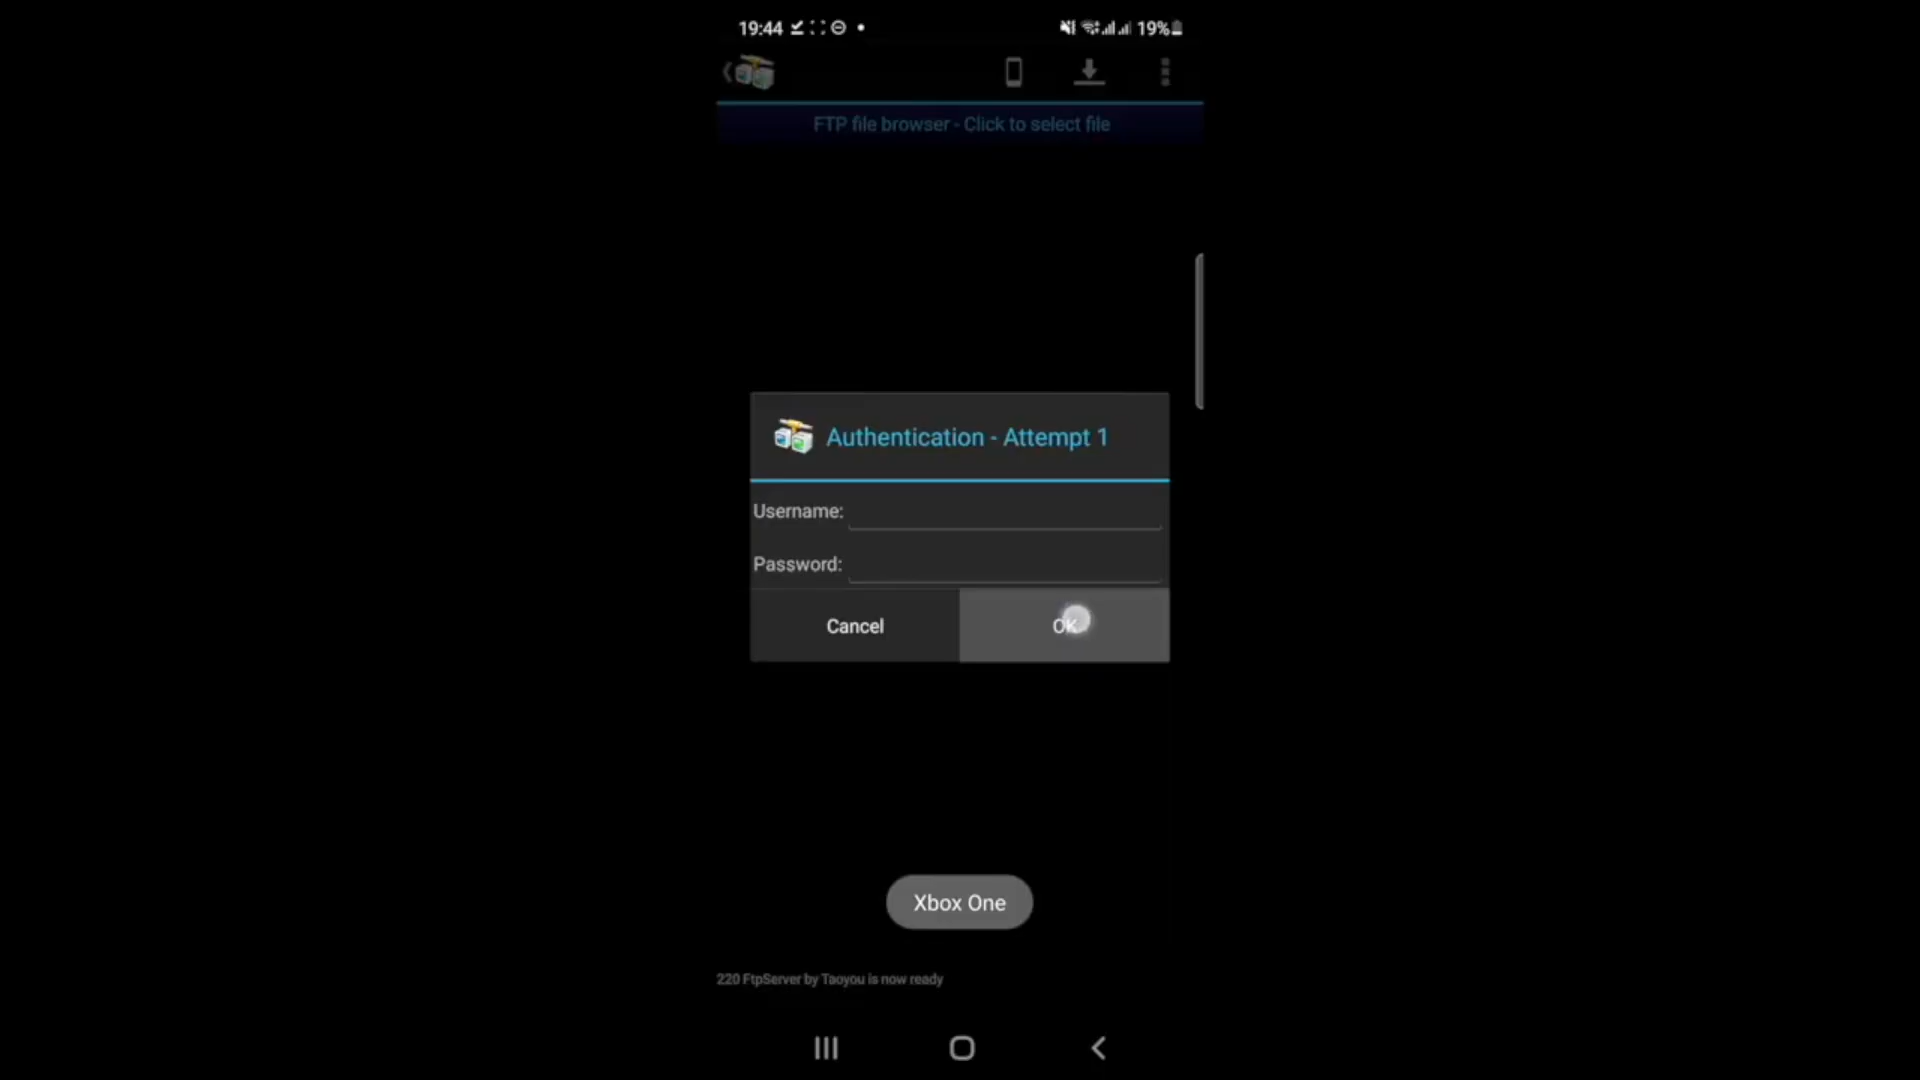 19:44 19%
FTP file browser - Click to select file
Authentication - Attempt 1
Username:
Password:
Cancel OK
Xbox One
220 FtpServer by Taoyou is now ready